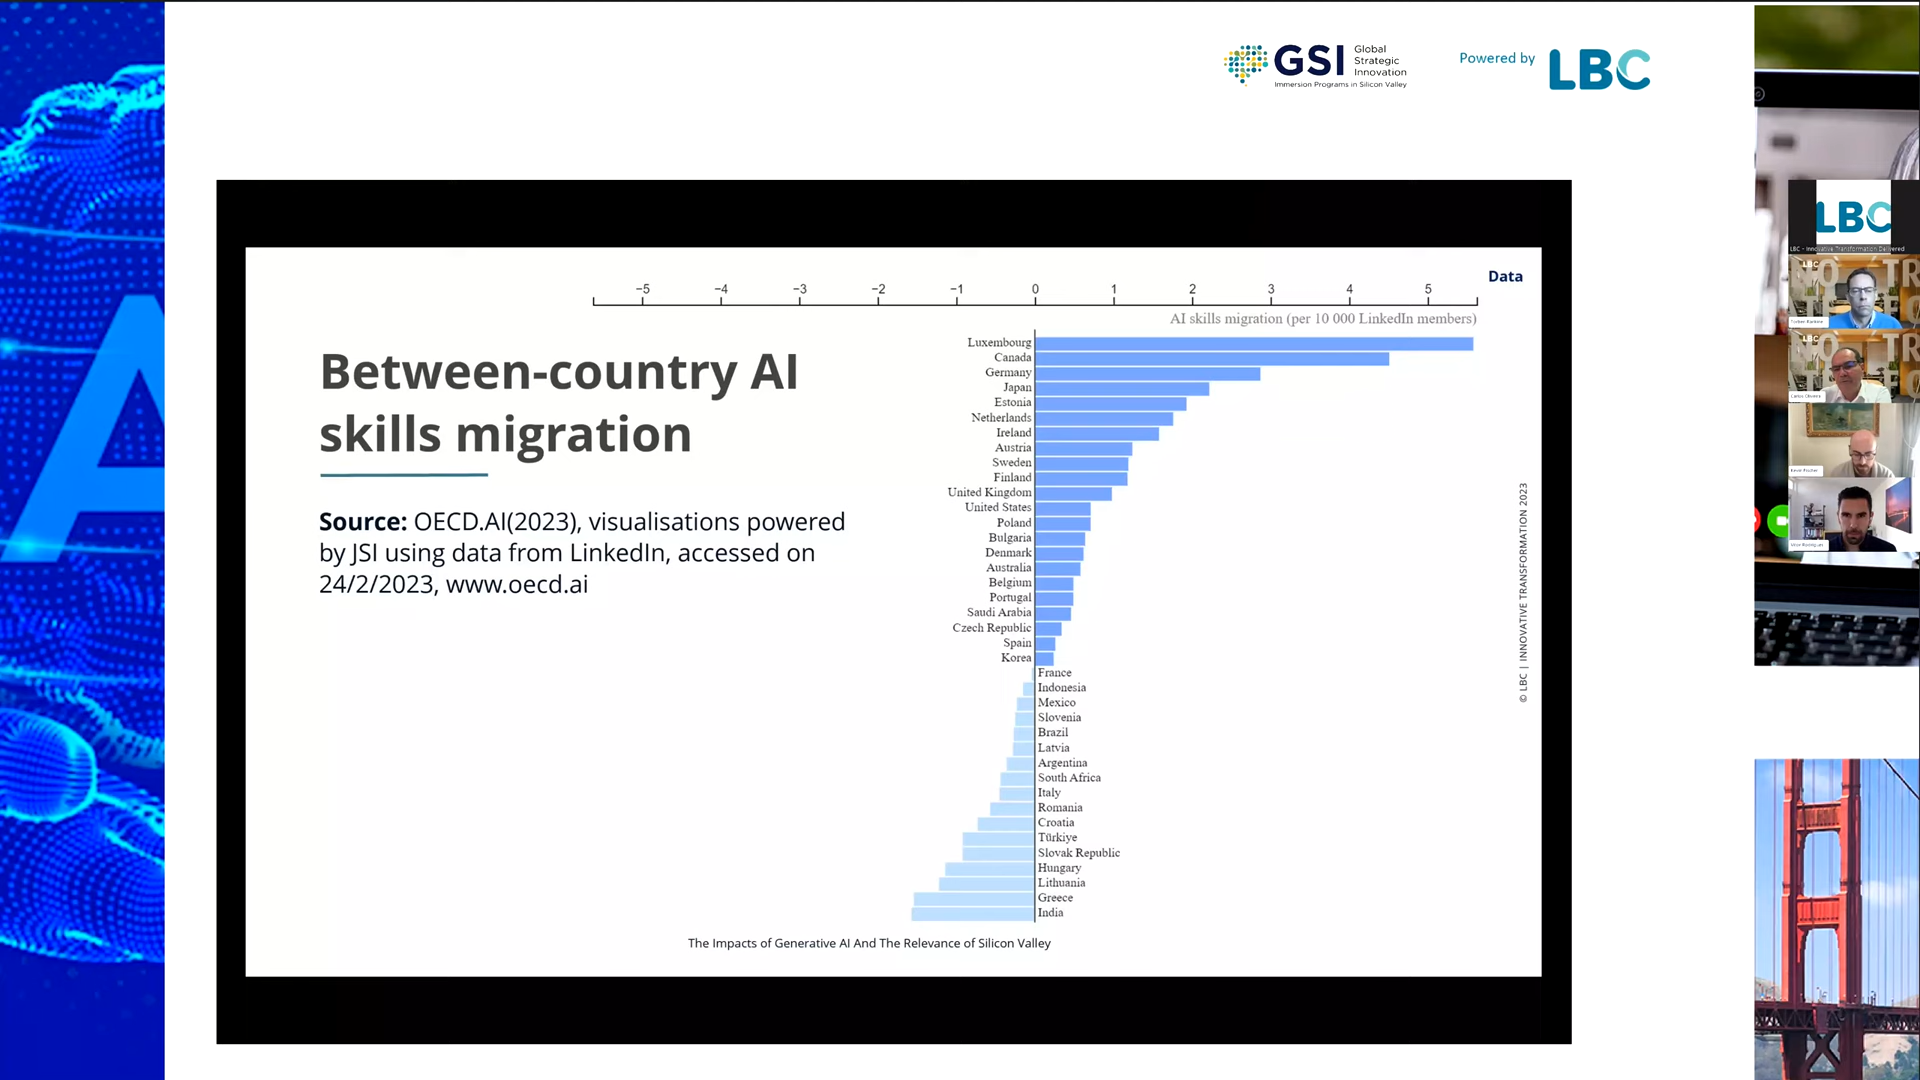 GSI
Global
Strategic
Innovation
Immersion Programs in Silicon Valley
Powered by
LBC
Data
−5 −4 −3 −2 −1 0 1 2 3 4 5
AI skills migration (per 10 000 LinkedIn members)
Between-country AI
skills migration
Source: OECD.AI(2023), visualisations powered
by JSI using data from LinkedIn, accessed on
24/2/2023, www.oecd.ai
Luxembourg
Canada
Germany
Japan
Estonia
Netherlands
Ireland
Austria
Sweden
Finland
United Kingdom
United States
Poland
Bulgaria
Denmark
Australia
Belgium
Portugal
Saudi Arabia
Czech Republic
Spain
Korea
France
Indonesia
Mexico
Slovenia
Brazil
Latvia
Argentina
South Africa
Italy
Romania
Croatia
Türkiye
Slovak Republic
Hungary
Lithuania
Greece
India
© LBC | INNOVATIVE TRANSFORMATION 2023
The Impacts of Generative AI And The Relevance of Silicon Valley
LBC
LBC - Innovative Transformation Delivered
A